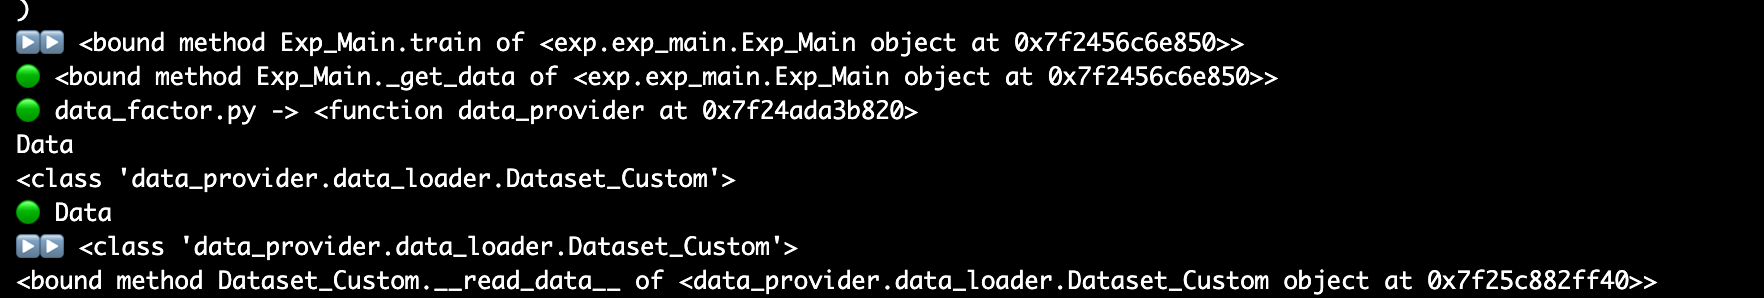 )
▶️▶️ <bound method Exp_Main.train of <exp.exp_main.Exp_Main object at 0x7f2456c6e850>>
🟢 <bound method Exp_Main._get_data of <exp.exp_main.Exp_Main object at 0x7f2456c6e850>>
🟢 data_factor.py -> <function data_provider at 0x7f24ada3b820>
Data
<class 'data_provider.data_loader.Dataset_Custom'>
🟢 Data
▶️▶️ <class 'data_provider.data_loader.Dataset_Custom'>
<bound method Dataset_Custom.__read_data__ of <data_provider.data_loader.Dataset_Custom object at 0x7f25c882ff40>>